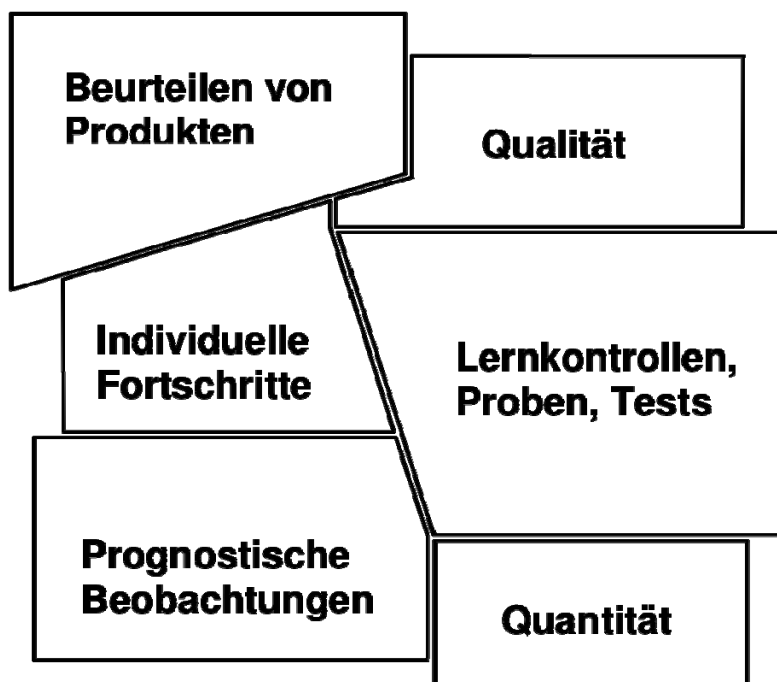 Beurteilen von
Produkten
Qualität
Individuelle
Fortschritte
Lernkontrollen,
Proben, Tests
Prognostische
Beobachtungen
Quantität